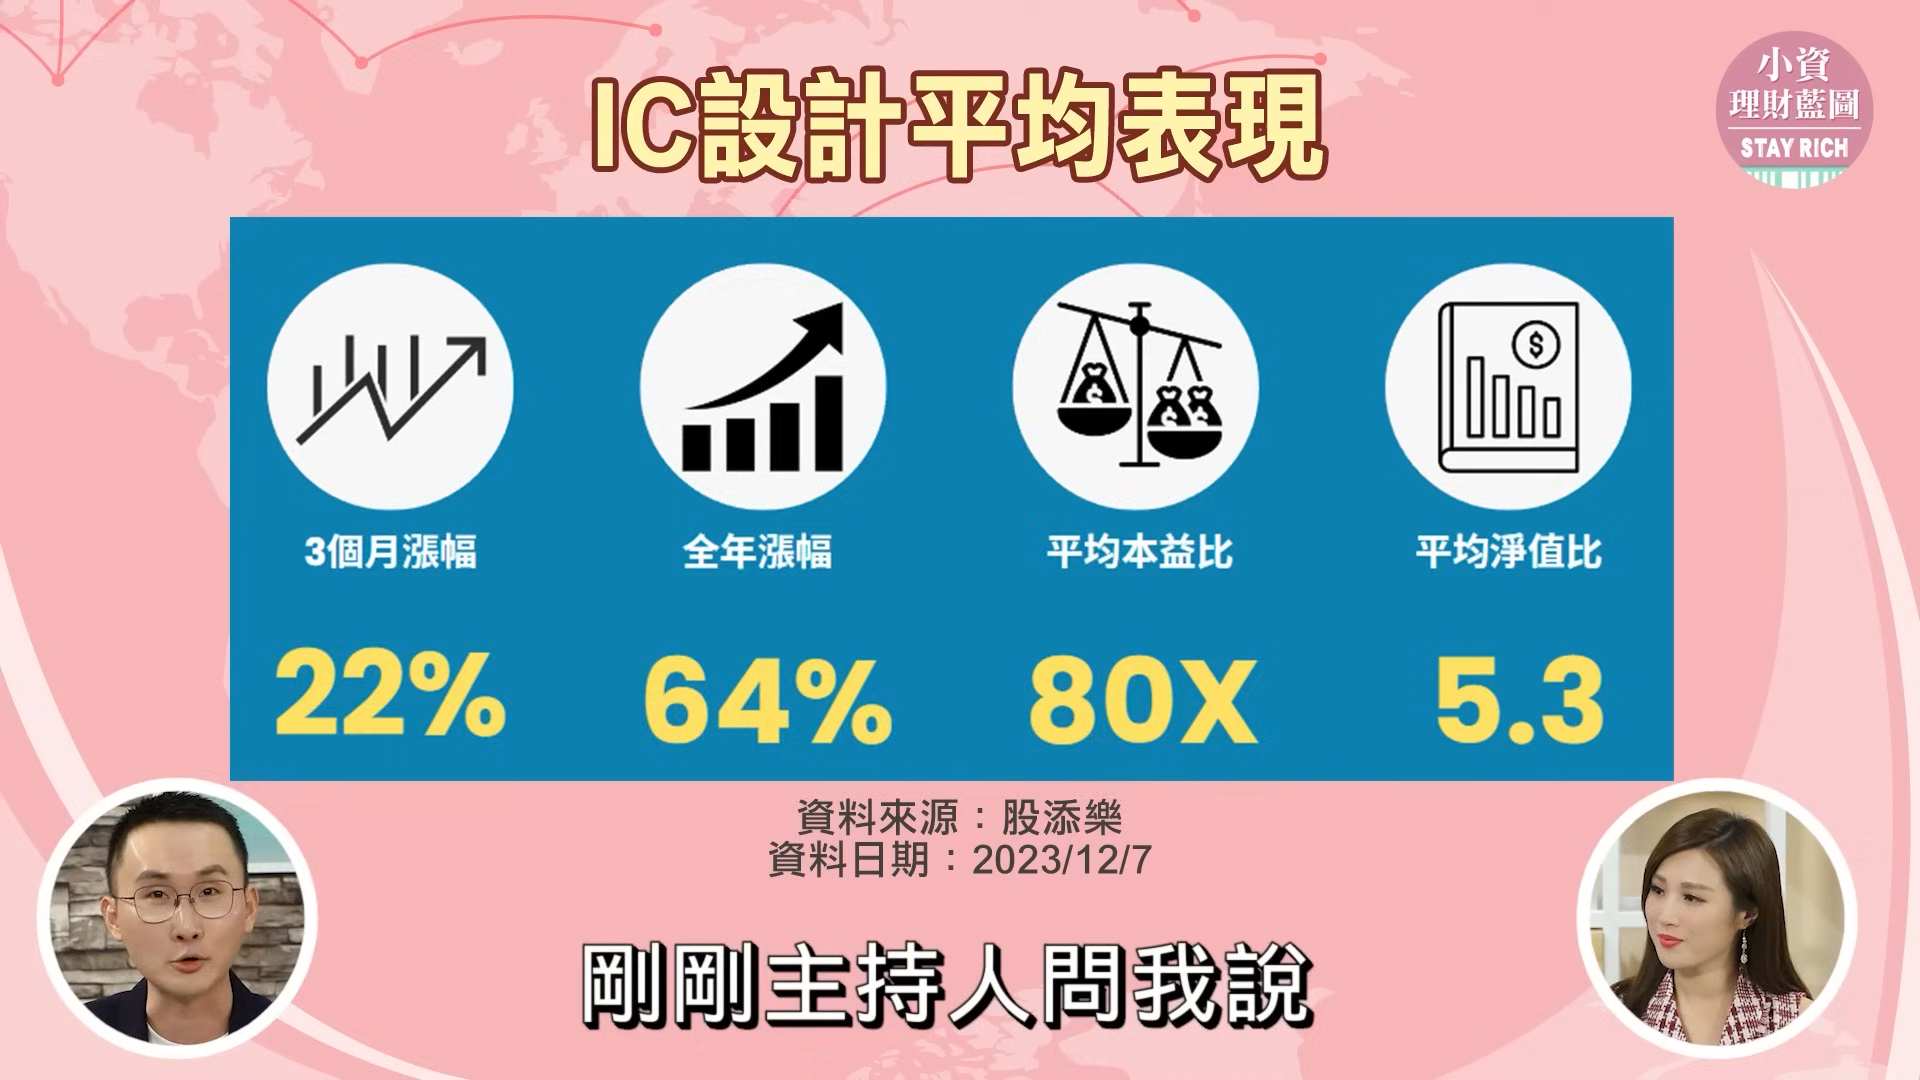 IC設計平均表現
小資
理財藍圖
STAY RICH
3個月漲幅
全年漲幅
平均本益比
平均淨值比
22%
64%
80X
5.3
資料來源：股添樂
資料日期：2023/12/7
剛剛主持人問我說